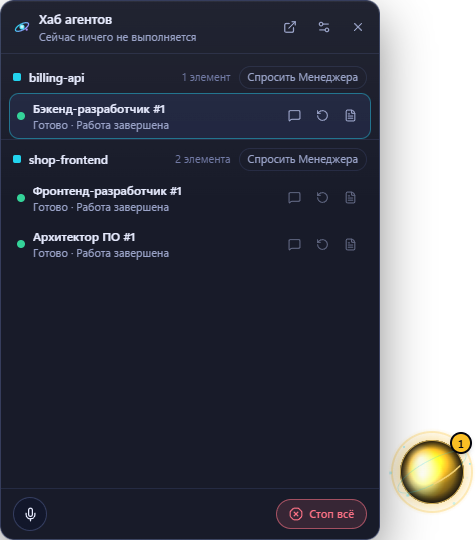 Хаб агентов
Сейчас ничего не выполняется
billing-api 1 элемент Спросить Менеджера
Бэкенд-разработчик #1
Готово · Работа завершена
shop-frontend 2 элемента Спросить Менеджера
Фронтенд-разработчик #1
Готово · Работа завершена
Архитектор ПО #1
Готово · Работа завершена
1
Стоп всё